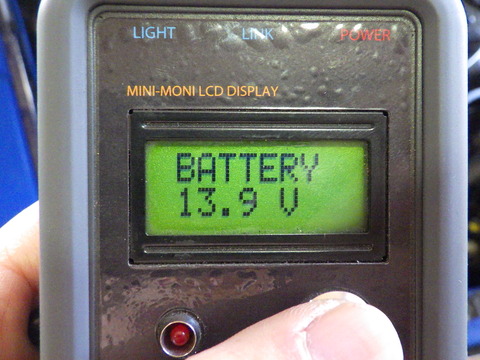 LIGHT LINK POWER
MINI-MONI LCD DISPLAY
BATTERY
13.9 V